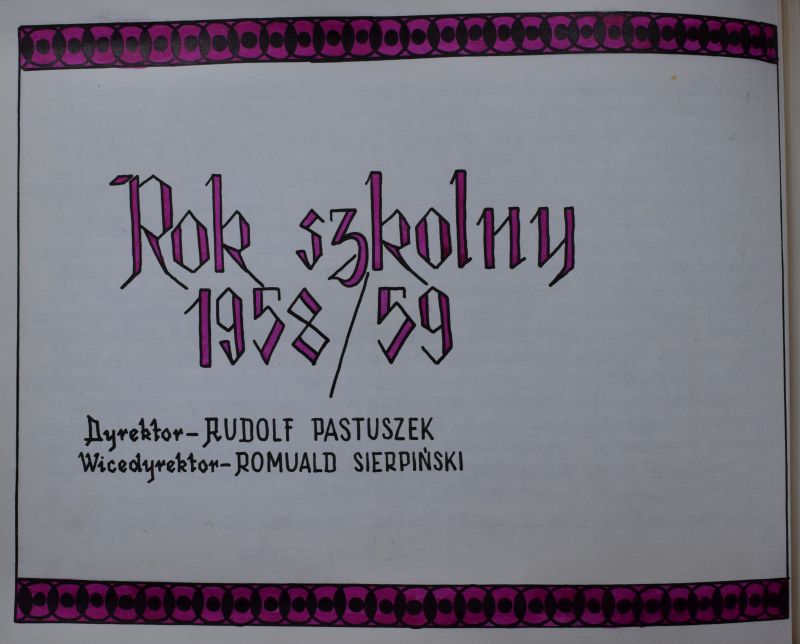 Rok szkolny
1958/59
Dyrektor-RUDOLF PASTUSZEK
Wicedyrektor-ROMUALD SIERPIŃSKI